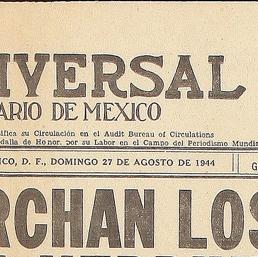 IVERSAL
ARIO DE MEXICO
ifica su Circulación en el Audit Bureau of Circulations
dalla de Honor, por su Labor en el Campo del Periodismo Mundia
ICO, D. F., DOMINGO 27 DE AGOSTO DE 1944
RCHAN LOS